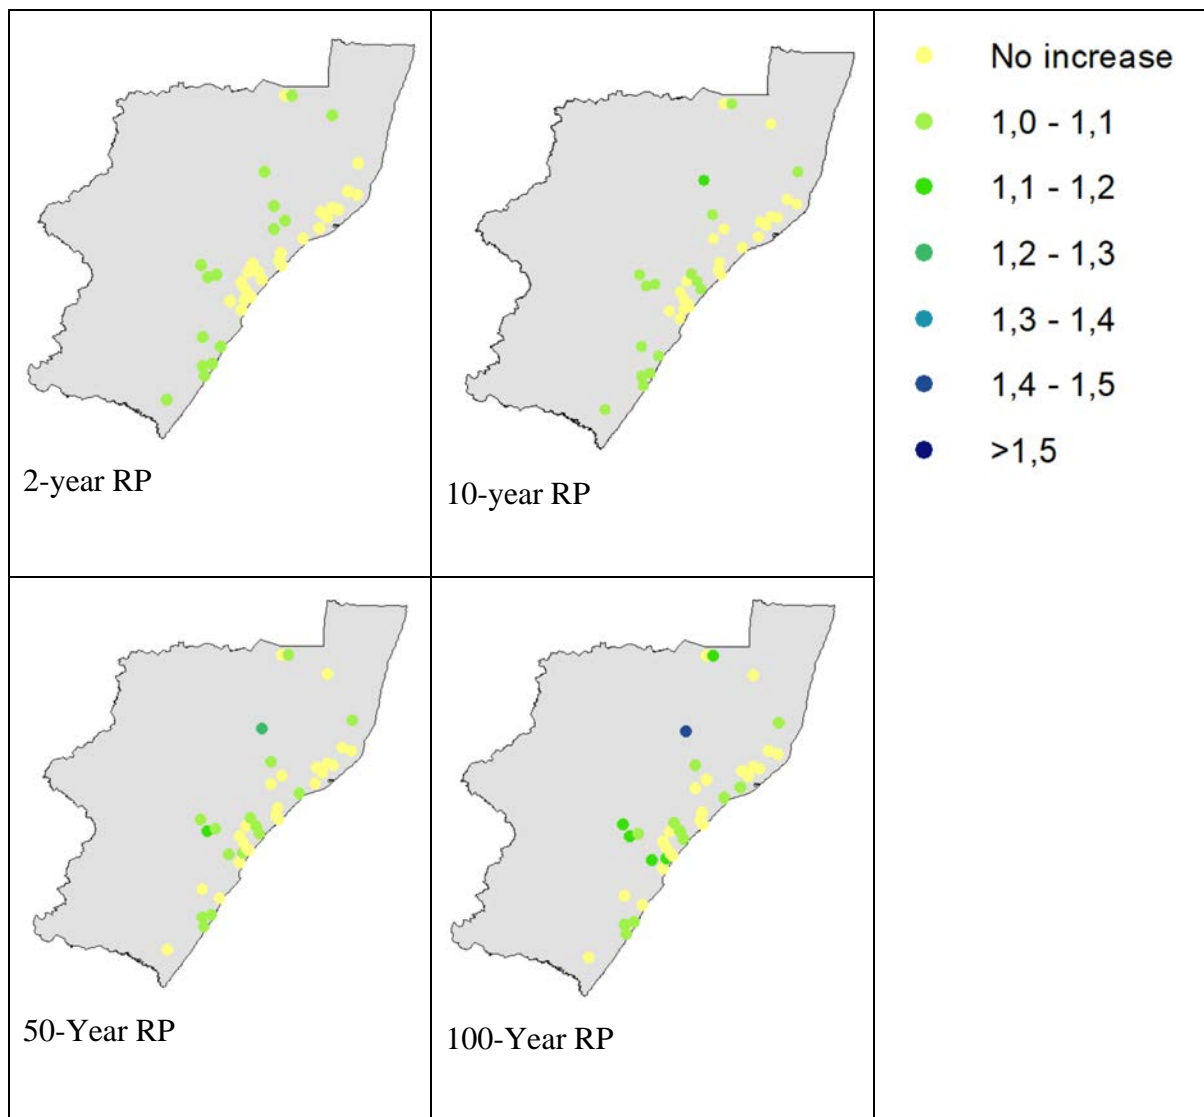 No increase
1,0 - 1,1
1,1 - 1,2
1,2 - 1,3
1,3 - 1,4
1,4 - 1,5
>1,5
2-year RP
10-year RP
50-Year RP
100-Year RP